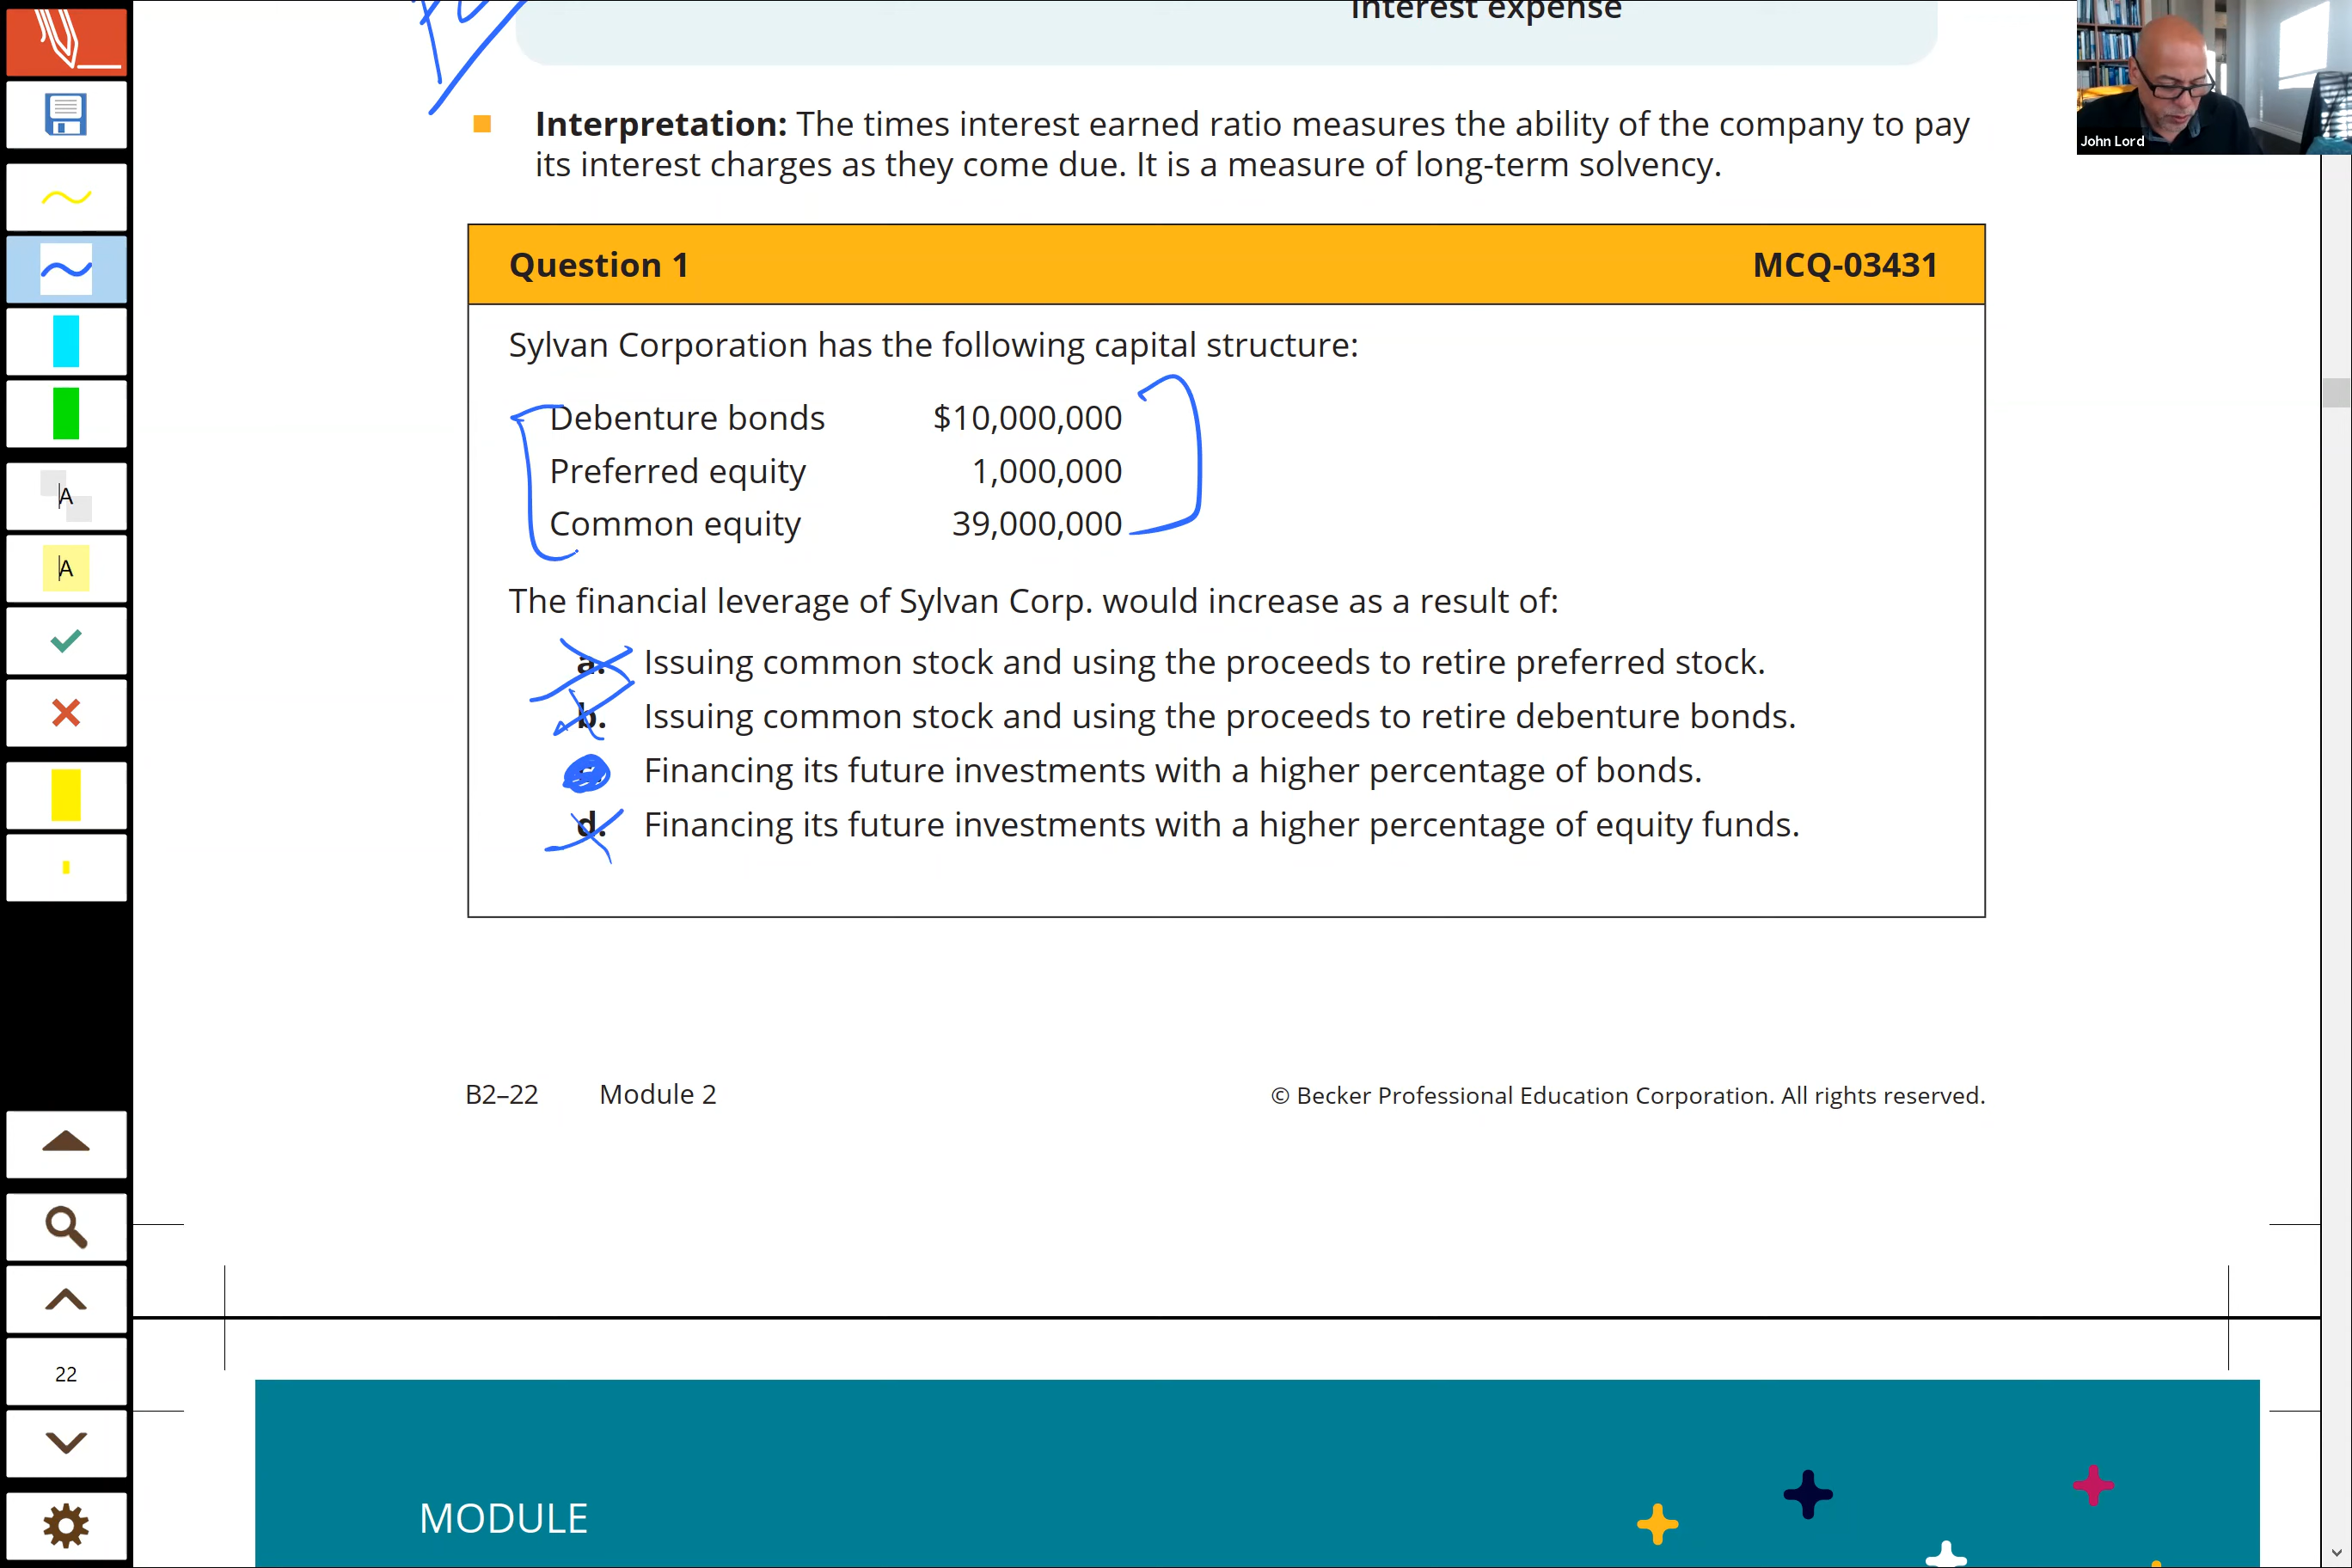 Interest expense
John Lord
Interpretation: The times interest earned ratio measures the ability of the company to pay
its interest charges as they come due. It is a measure of long-term solvency.
Question 1 MCQ-03431
Sylvan Corporation has the following capital structure:
Debenture bonds $10,000,000
Preferred equity 1,000,000
Common equity 39,000,000
The financial leverage of Sylvan Corp. would increase as a result of:
a. Issuing common stock and using the proceeds to retire preferred stock.
b. Issuing common stock and using the proceeds to retire debenture bonds.
Financing its future investments with a higher percentage of bonds.
d. Financing its future investments with a higher percentage of equity funds.
A
A
B2–22 Module 2 © Becker Professional Education Corporation. All rights reserved.
22
MODULE